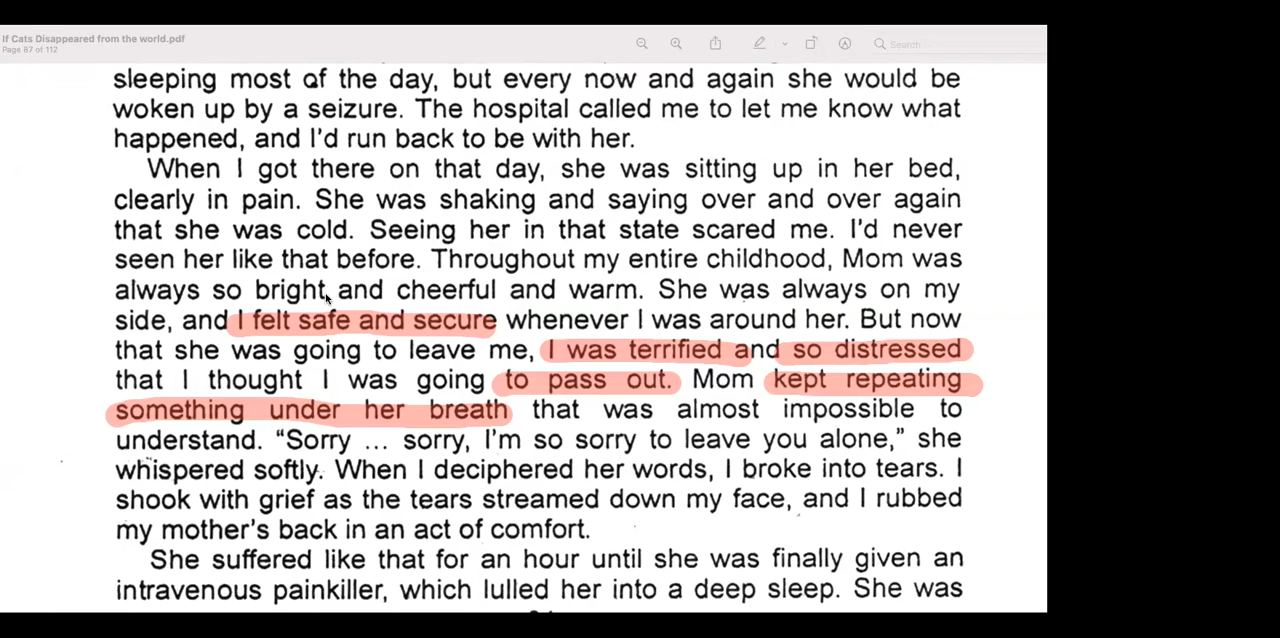 If Cats Disappeared from the world.pdf
Page 87 of 112
Search
sleeping most of the day, but every now and again she would be
woken up by a seizure. The hospital called me to let me know what
happened, and I'd run back to be with her.
When I got there on that day, she was sitting up in her bed,
clearly in pain. She was shaking and saying over and over again
that she was cold. Seeing her in that state scared me. I'd never
seen her like that before. Throughout my entire childhood, Mom was
always so bright and cheerful and warm. She was always on my
side, and I felt safe and secure whenever I was around her. But now
that she was going to leave me, I was terrified and so distressed
that I thought I was going to pass out. Mom kept repeating
something under her breath that was almost impossible to
understand. “Sorry ... sorry, I'm so sorry to leave you alone,” she
whispered softly. When I deciphered her words, I broke into tears. I
shook with grief as the tears streamed down my face, and I rubbed
my mother's back in an act of comfort.
She suffered like that for an hour until she was finally given an
intravenous painkiller, which lulled her into a deep sleep. She was